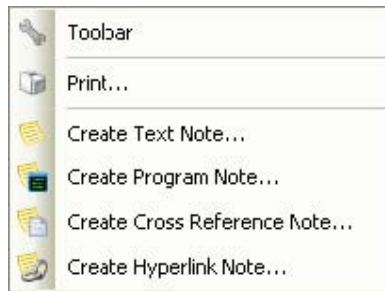 Toolbar
Print...
Create Text Note...
Create Program Note...
Create Cross Reference Note...
Create Hyperlink Note...